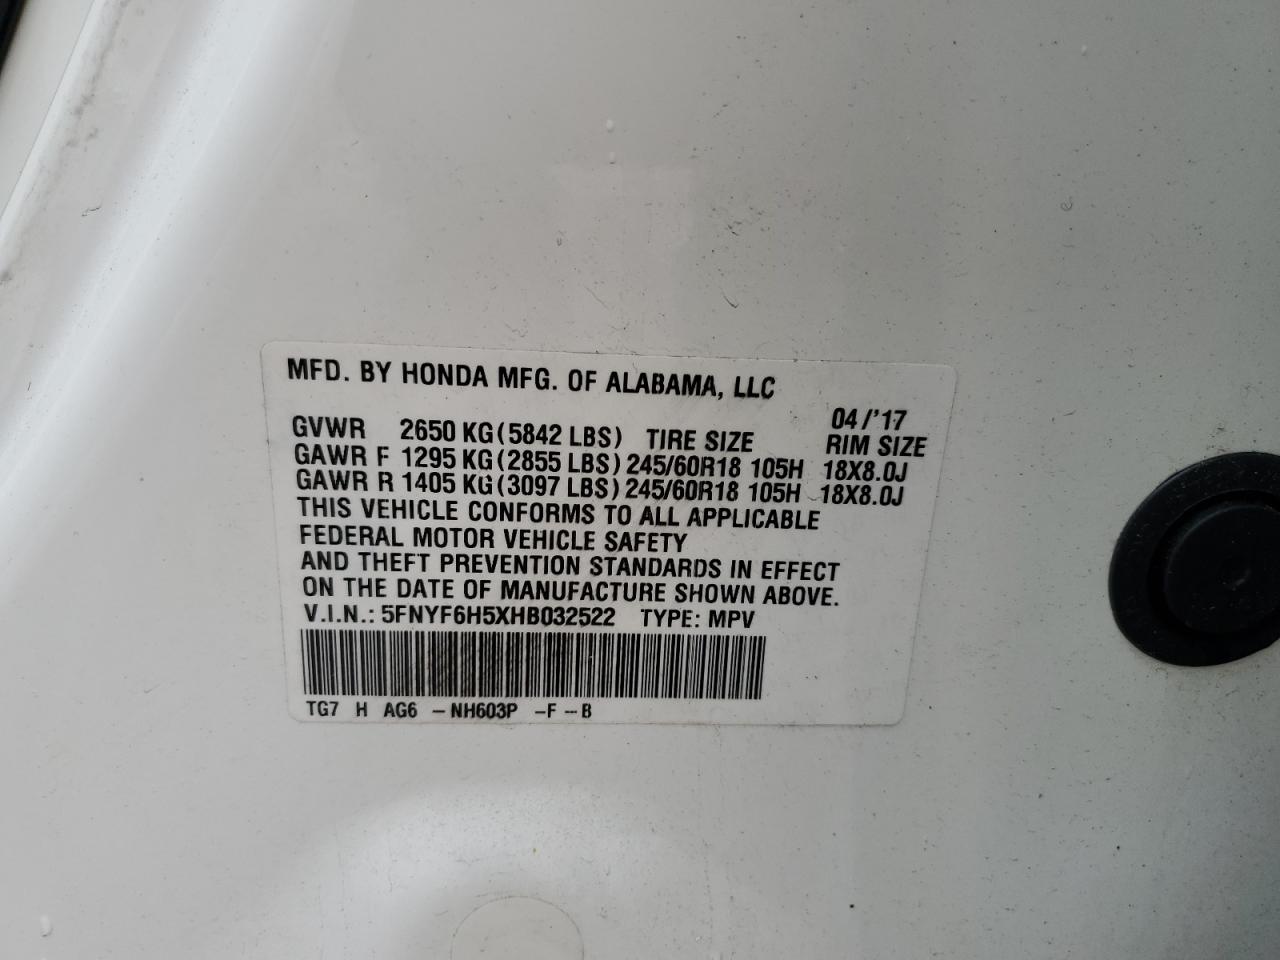 MFD. BY HONDA MFG. OF ALABAMA, LLC
04/'17
GVWR 2650 KG(5842 LBS) TIRE SIZE RIM SIZE
GAWR F 1295 KG(2855 LBS) 245/60R18 105H 18X8.0J
GAWR R 1405 KG(3097 LBS) 245/60R18 105H 18X8.0J
THIS VEHICLE CONFORMS TO ALL APPLICABLE
FEDERAL MOTOR VEHICLE SAFETY
AND THEFT PREVENTION STANDARDS IN EFFECT
ON THE DATE OF MANUFACTURE SHOWN ABOVE.
V.I.N.: 5FNYF6H5XHB032522 TYPE: MPV
TG7 H AG6 -NH603P -F--B